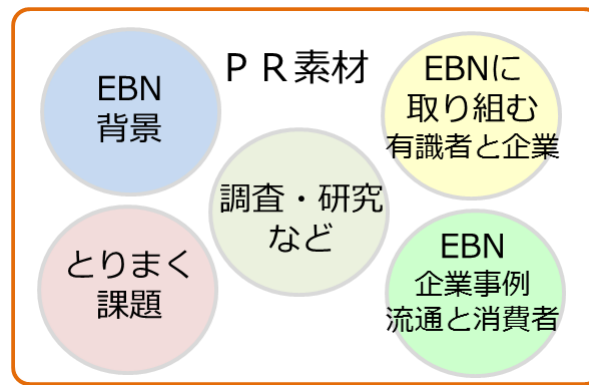 ＰＲ素材
EBN
背景
EBNに
取り組む
有識者と企業
調査・研究
など
とりまく
課題
EBN
企業事例
流通と消費者